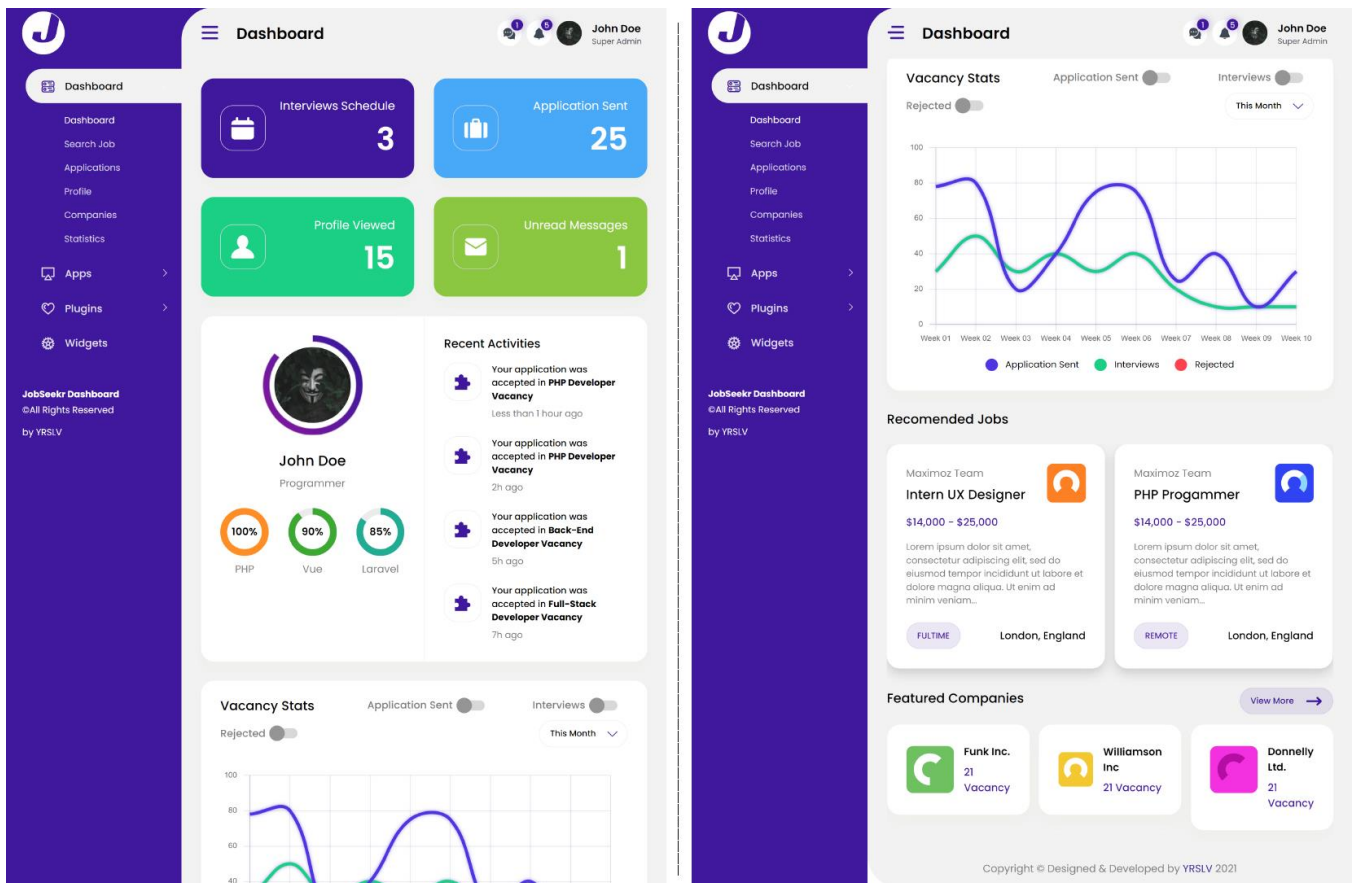 J
Dashboard
1
5
John Doe
Super Admin
Dashboard
Dashboard
Search Job
Applications
Profile
Companies
Statistics
Apps
Plugins
Widgets
JobSeekr Dashboard
©All Rights Reserved
by YRSLV
Interviews Schedule
3
Application Sent
25
Profile Viewed
15
Unread Messages
1
John Doe
Programmer
100%
90%
85%
PHP
Vue
Laravel
Recent Activities
Your application was
accepted in PHP Developer
Vacancy
Less than 1 hour ago
Your application was
accepted in PHP Developer
Vacancy
2h ago
Your application was
accepted in Back-End
Developer Vacancy
5h ago
Your application was
accepted in Full-Stack
Developer Vacancy
7h ago
Vacancy Stats
Application Sent
Interviews
Rejected
This Month
100
80
60
40
J
Dashboard
1
5
John Doe
Super Admin
Dashboard
Dashboard
Search Job
Applications
Profile
Companies
Statistics
Apps
Plugins
Widgets
JobSeekr Dashboard
©All Rights Reserved
by YRSLV
Vacancy Stats
Application Sent
Interviews
Rejected
This Month
100
80
60
40
20
0
Week 01 Week 02 Week 03 Week 04 Week 05 Week 06 Week 07 Week 08 Week 09 Week 10
Application Sent Interviews Rejected
Recomended Jobs
Maximoz Team
Intern UX Designer
$14,000 - $25,000
Lorem ipsum dolor sit amet,
consectetur adipiscing elit, sed do
eiusmod tempor incididunt ut labore et
dolore magna aliqua. Ut enim ad
minim veniam...
FULTIME
London, England
Maximoz Team
PHP Progammer
$14,000 - $25,000
Lorem ipsum dolor sit amet,
consectetur adipiscing elit, sed do
eiusmod tempor incididunt ut labore et
dolore magna aliqua. Ut enim ad
minim veniam...
REMOTE
London, England
Featured Companies
View More
Funk Inc.
21
Vacancy
Williamson
Inc
21 Vacancy
Donnelly
Ltd.
21
Vacancy
Copyright © Designed & Developed by YRSLV 2021